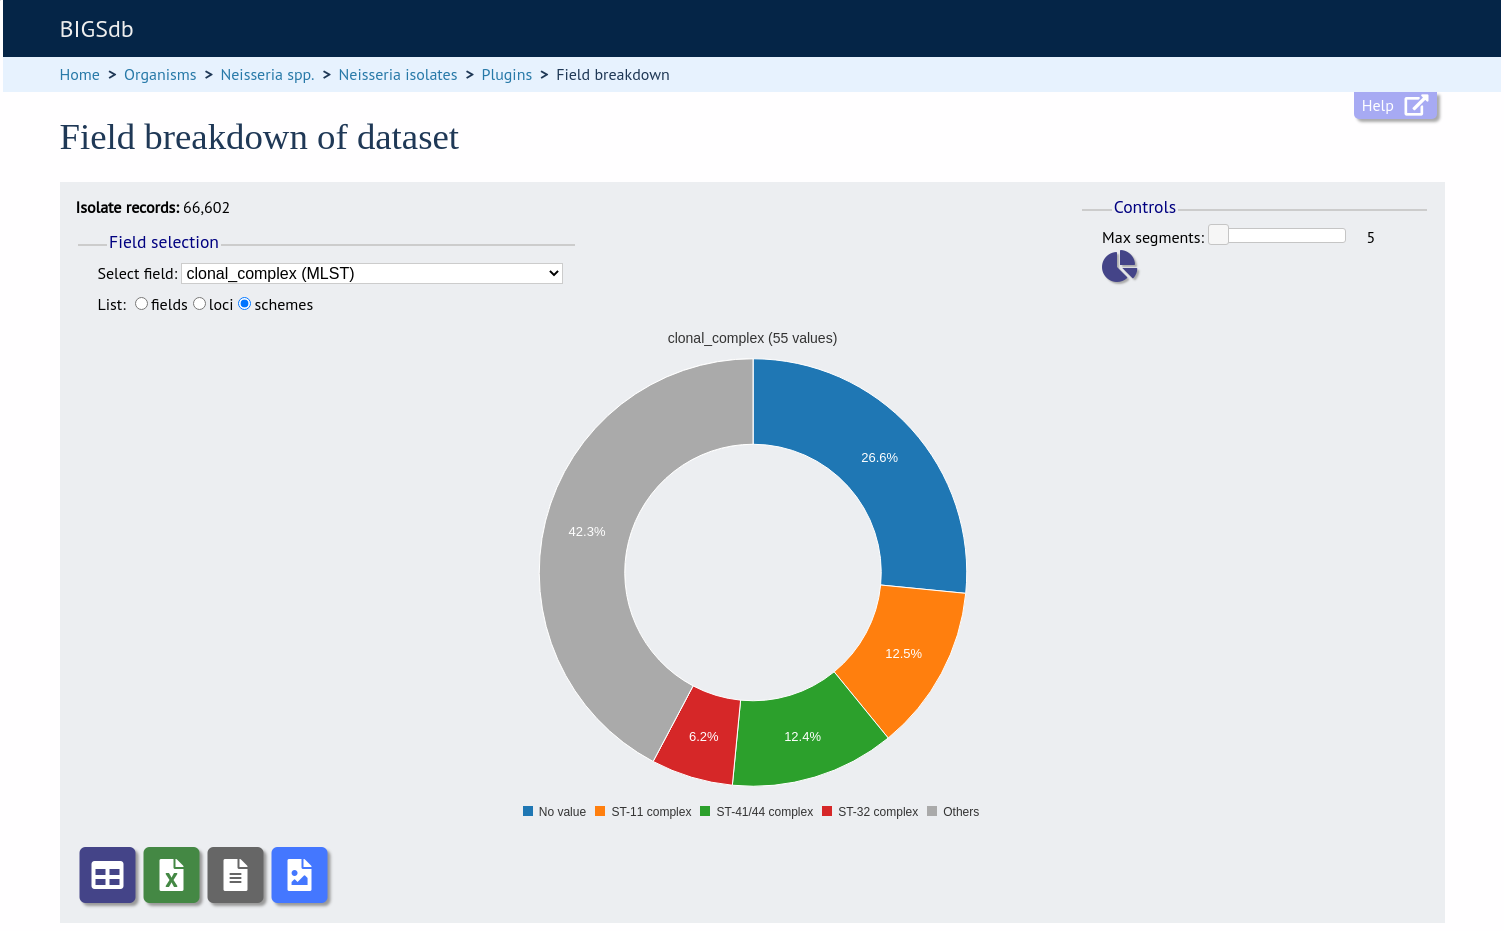 BIGSdb
Home > Organisms > Neisseria spp. > Neisseria isolates > Plugins > Field breakdown
Help
Field breakdown of dataset
Isolate records: 66,602
Controls
Max segments: 5
Field selection
Select field: clonal_complex (MLST)
List: fields loci schemes
clonal_complex (55 values)
26.6%
42.3%
12.5%
6.2%
12.4%
No value ST-11 complex ST-41/44 complex ST-32 complex Others